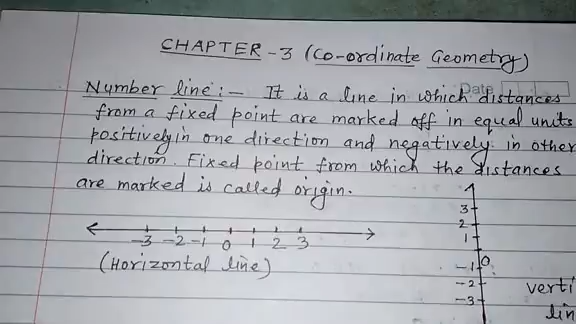 CHAPTER - 3 (Co-ordinate Geometry)
Date
Number line :- It is a line in which distances
from a fixed point are marked off in equal units
positively in one direction and negatively in other
direction. Fixed point from which the distances
are marked is called origin.
-3 -2 -1 0 1 2 3
(Horizontal line)
3
2
1
0
-1
-2
-3
verti
lin